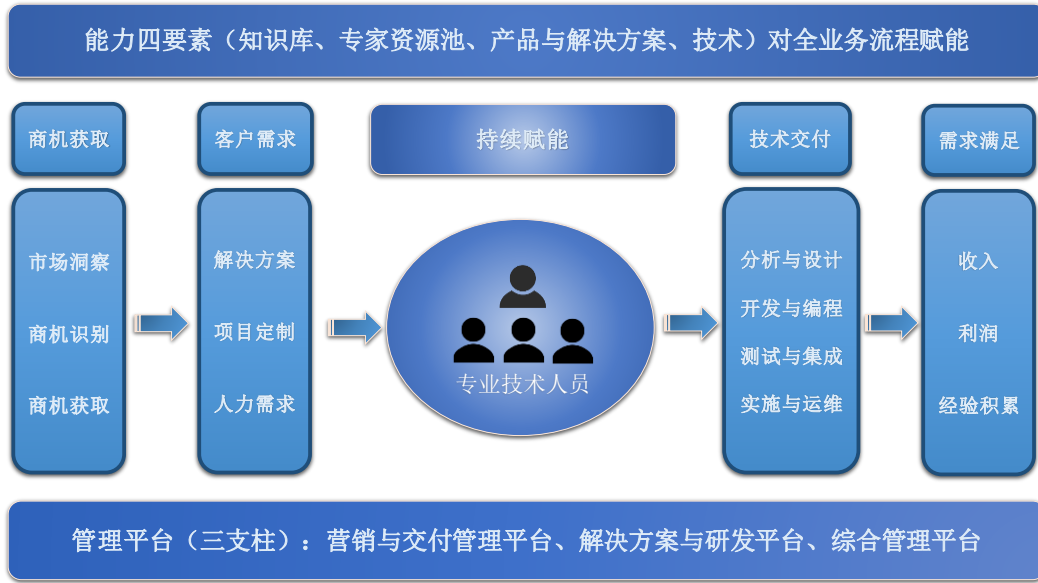 能力四要素（知识库、专家资源池、产品与解决方案、技术）对全业务流程赋能
商机获取
客户需求
持续赋能
技术交付
需求满足
市场洞察
商机识别
商机获取
解决方案
项目定制
人力需求
专业技术人员
分析与设计
开发与编程
测试与集成
实施与运维
收入
利润
经验积累
管理平台（三支柱）：营销与交付管理平台、解决方案与研发平台、综合管理平台